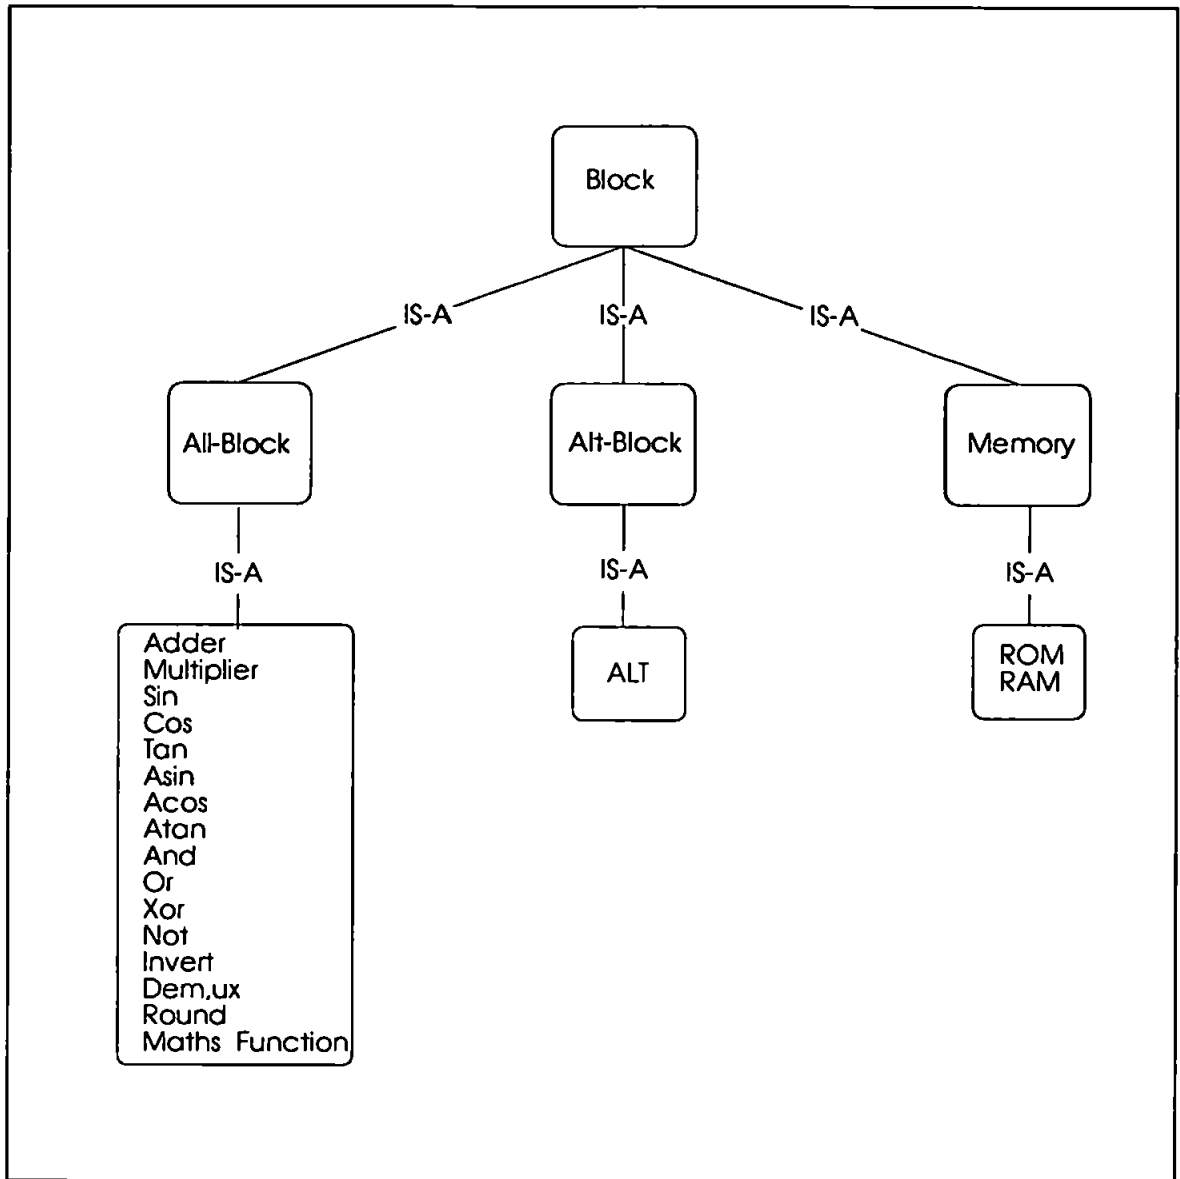 Block
IS-A IS-A IS-A
All-Block Alt-Block Memory
IS-A IS-A IS-A
Adder
Multiplier
Sin
Cos
Tan
Asin
Acos
Atan
And
Or
Xor
Not
Invert
Dem,ux
Round
Maths Function
ALT
ROM
RAM